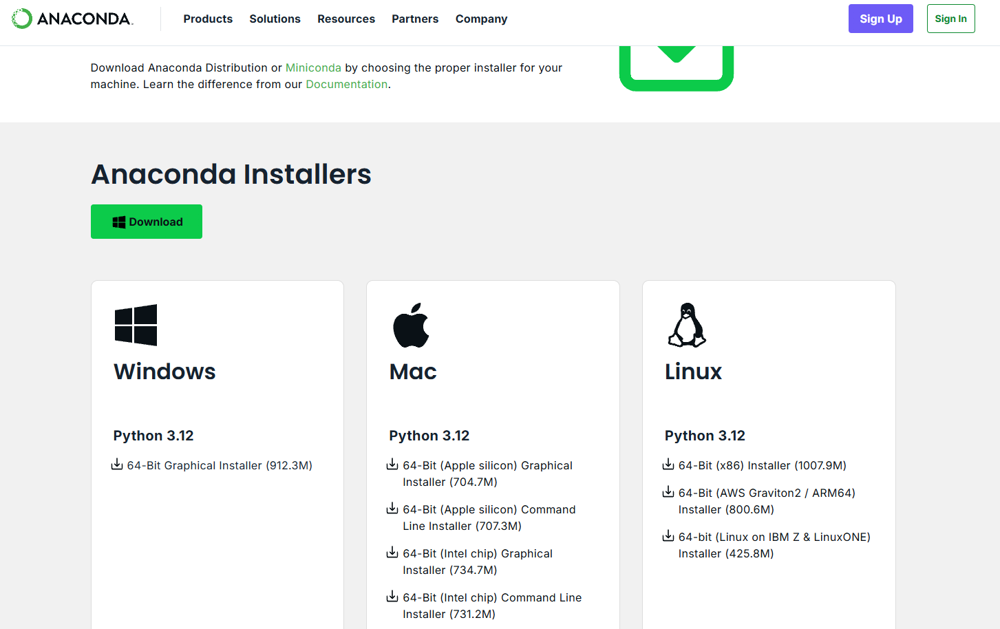 ANACONDA.
Products
Solutions
Resources
Partners
Company
Sign Up
Sign In
Download Anaconda Distribution or Miniconda by choosing the proper installer for your
machine. Learn the difference from our Documentation.
Anaconda Installers
Download
Windows
Python 3.12
64-Bit Graphical Installer (912.3M)
Mac
Python 3.12
64-Bit (Apple silicon) Graphical
Installer (704.7M)
64-Bit (Apple silicon) Command
Line Installer (707.3M)
64-Bit (Intel chip) Graphical
Installer (734.7M)
64-Bit (Intel chip) Command Line
Installer (731.2M)
Linux
Python 3.12
64-Bit (x86) Installer (1007.9M)
64-Bit (AWS Graviton2 / ARM64)
Installer (800.6M)
64-bit (Linux on IBM Z & LinuxONE)
Installer (425.8M)